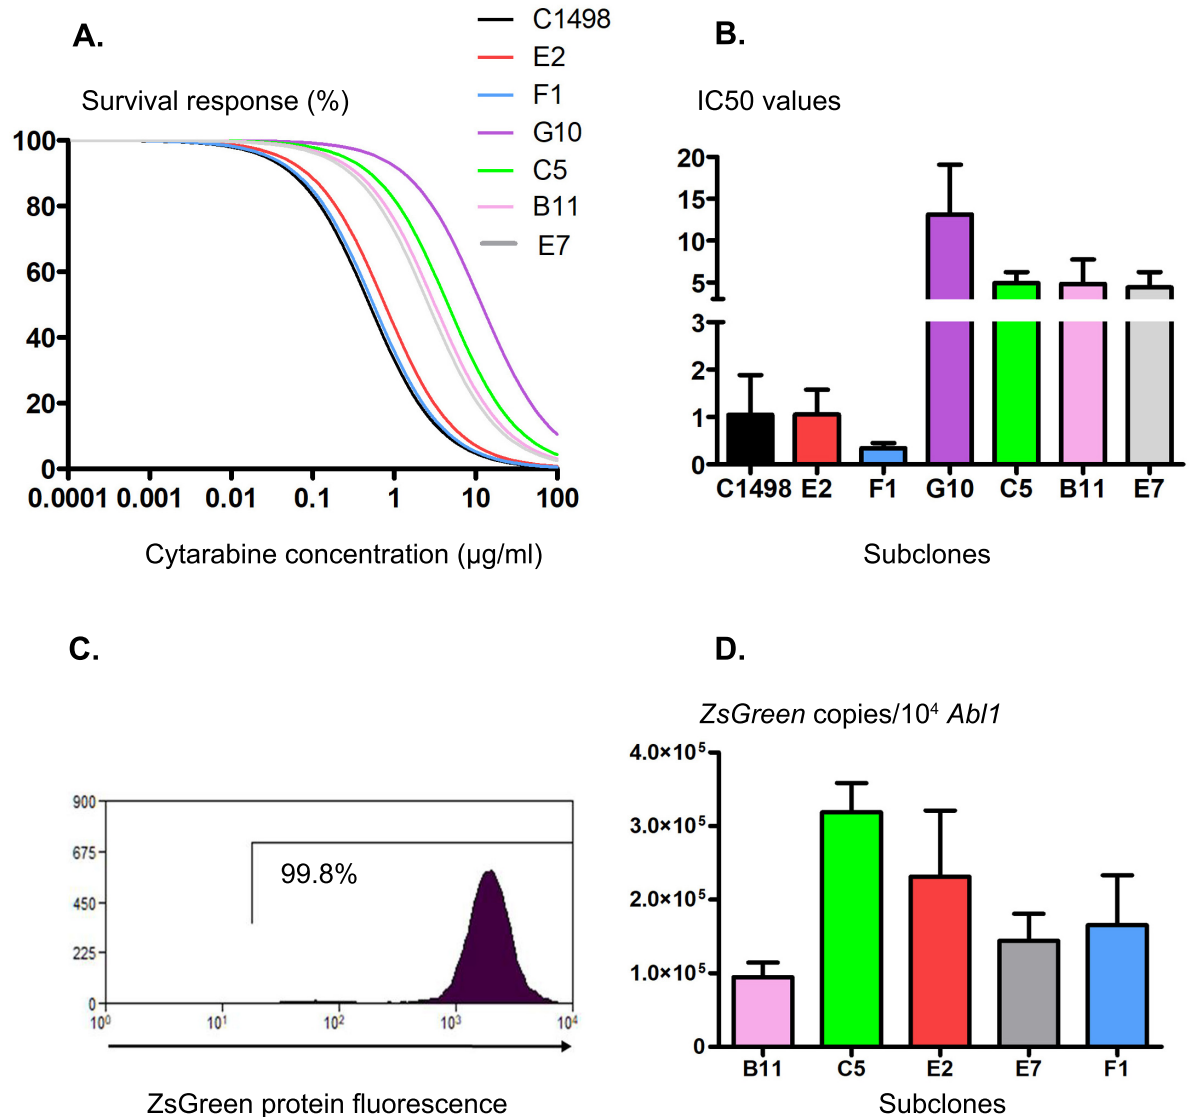 A.
C1498
E2
F1
G10
C5
B11
E7
Survival response (%)
100
80
60
40
20
0
0.0001 0.001 0.01 0.1 1 10 100
Cytarabine concentration (µg/ml)
B.
IC50 values
20
15
10
5
3
2
1
0
C1498 E2 F1 G10 C5 B11 E7
Subclones
C.
900
675
450
225
0
99.8%
10⁰ 10¹ 10² 10³ 10⁴
ZsGreen protein fluorescence
D.
ZsGreen copies/10⁴ Abl1
4.0×10⁵
3.0×10⁵
2.0×10⁵
1.0×10⁵
0
B11 C5 E2 E7 F1
Subclones